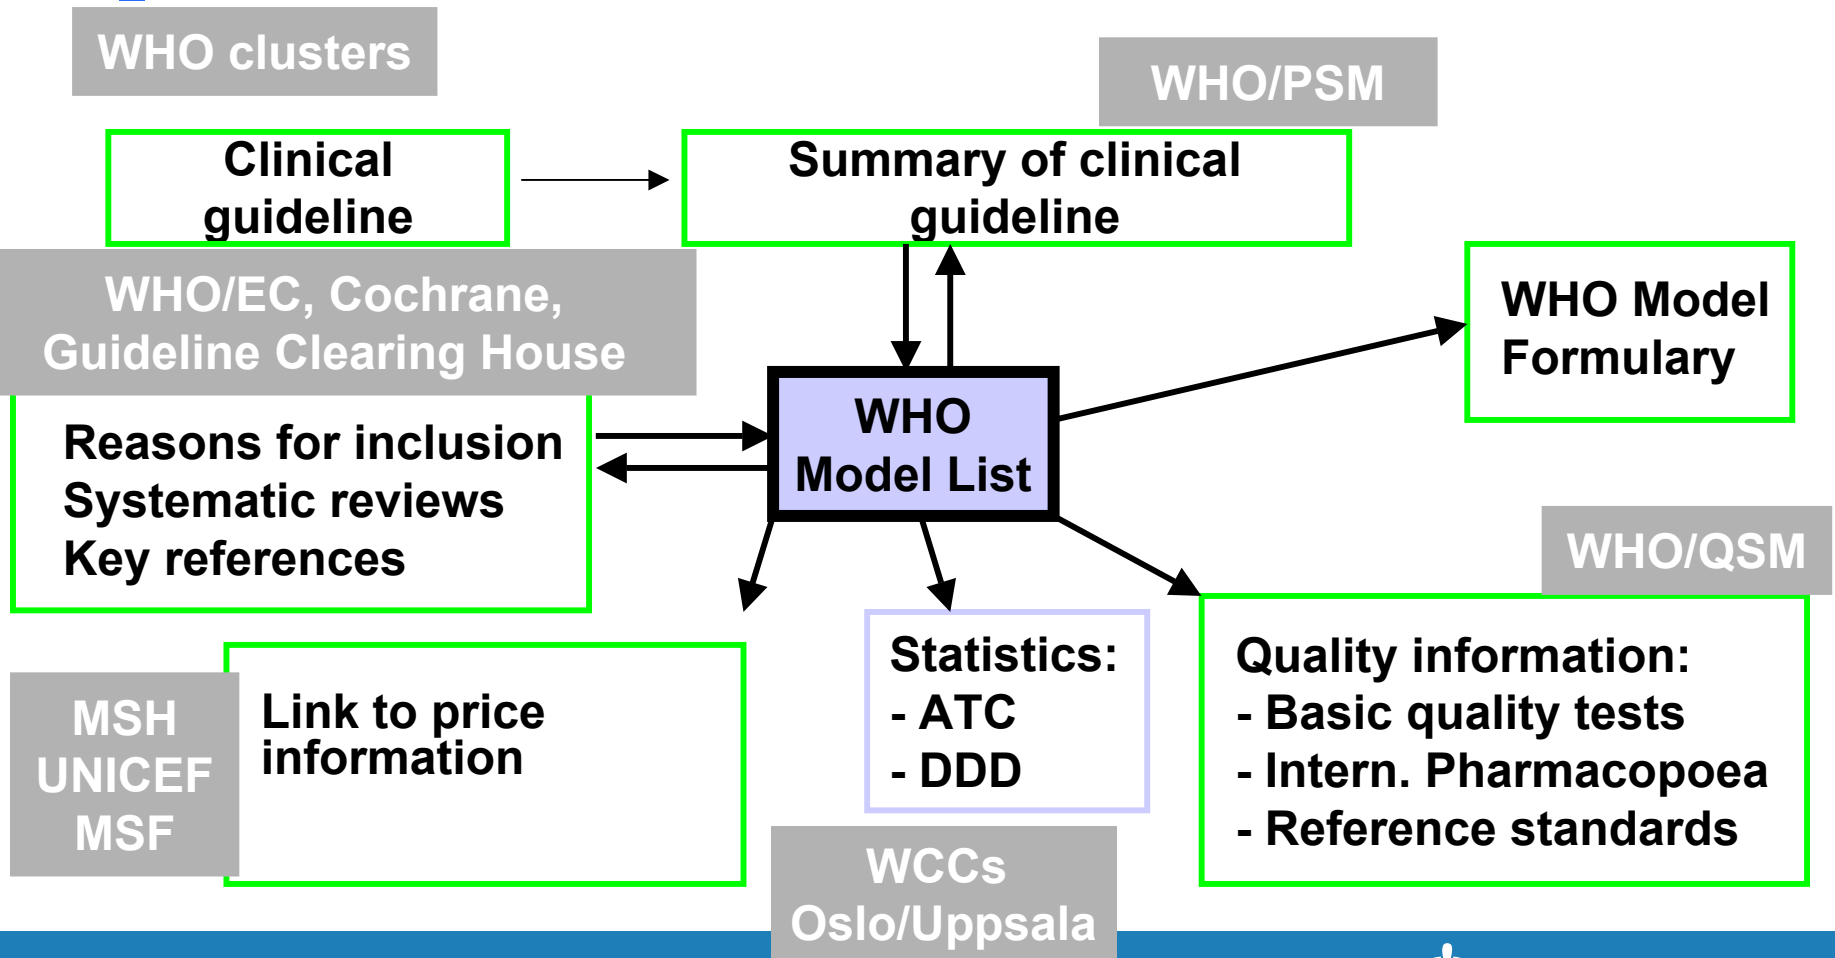 WHO clusters
WHO/PSM
Clinical
guideline
Summary of clinical
guideline
WHO/EC, Cochrane,
Guideline Clearing House
WHO Model
Formulary
WHO
Model List
Reasons for inclusion
Systematic reviews
Key references
WHO/QSM
Statistics:
- ATC
- DDD
Quality information:
- Basic quality tests
- Intern. Pharmacopoea
- Reference standards
MSH
UNICEF
MSF
Link to price
information
WCCs
Oslo/Uppsala